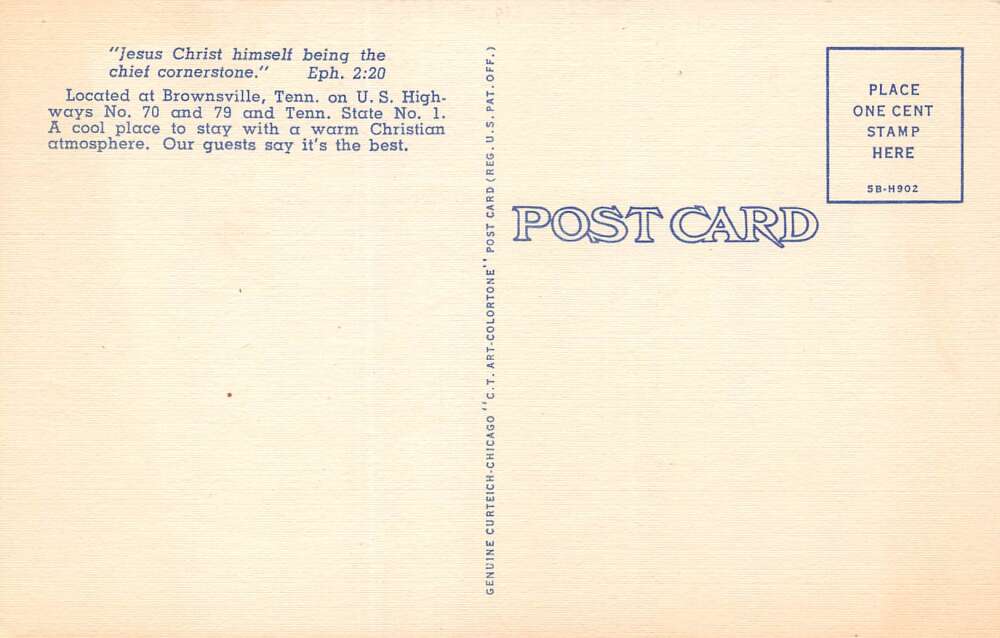 "Jesus Christ himself being the
chief cornerstone." Eph. 2:20
Located at Brownsville, Tenn. on U. S. High-
ways No. 70 and 79 and Tenn. State No. 1.
A cool place to stay with a warm Christian
atmosphere. Our guests say it's the best.
GENUINE CURTEICH-CHICAGO "C.T. ART-COLORTONE" POST CARD (REG. U.S. PAT. OFF.)
POST CARD
PLACE
ONE CENT
STAMP
HERE
5B-H902